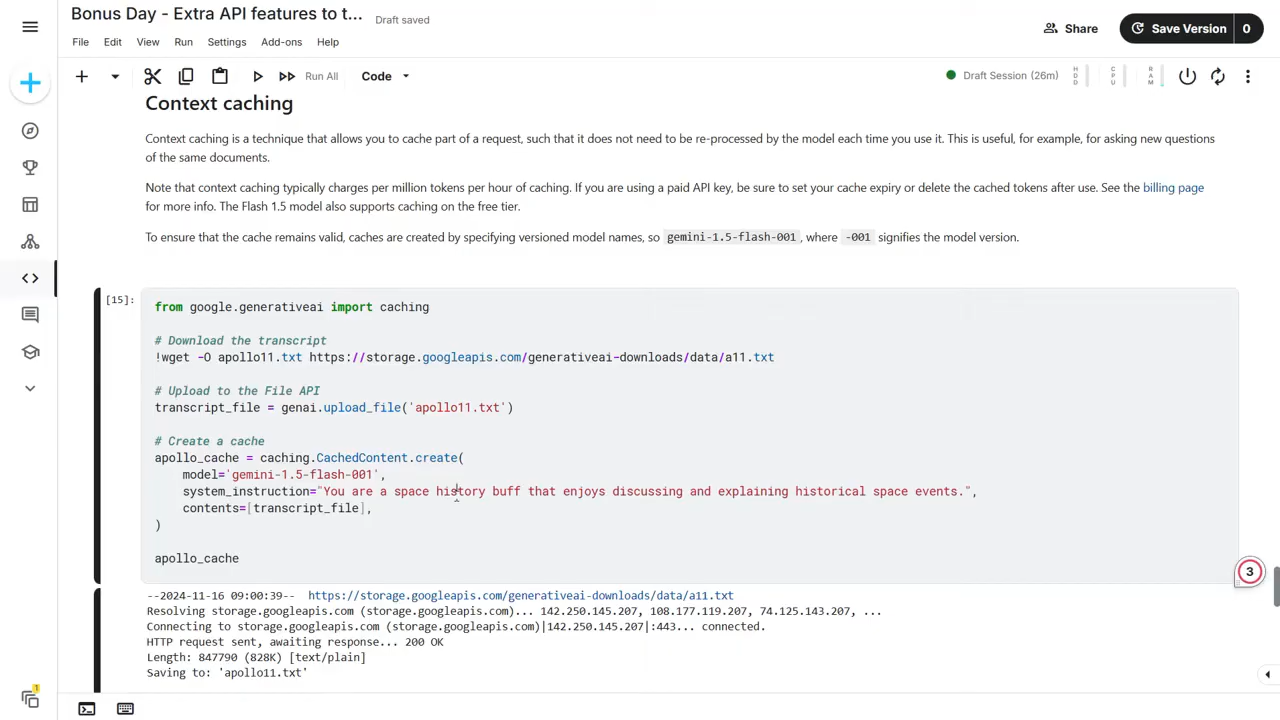 Bonus Day - Extra API features to t...
Draft saved
File Edit View Run Settings Add-ons Help
Share
Save Version 0
Run All
Code
Draft Session (26m)
HDD
CPU
RAM
Context caching
Context caching is a technique that allows you to cache part of a request, such that it does not need to be re-processed by the model each time you use it. This is useful, for example, for asking new questions
of the same documents.
Note that context caching typically charges per million tokens per hour of caching. If you are using a paid API key, be sure to set your cache expiry or delete the cached tokens after use. See the billing page
for more info. The Flash 1.5 model also supports caching on the free tier.
To ensure that the cache remains valid, caches are created by specifying versioned model names, so gemini-1.5-flash-001, where -001 signifies the model version.
[15]:
from google.generativeai import caching
# Download the transcript
!wget -O apollo11.txt https://storage.googleapis.com/generativeai-downloads/data/a11.txt
# Upload to the File API
transcript_file = genai.upload_file('apollo11.txt')
# Create a cache
apollo_cache = caching.CachedContent.create(
model='gemini-1.5-flash-001',
system_instruction="You are a space history buff that enjoys discussing and explaining historical space events.",
contents=[transcript_file],
)
apollo_cache
3
--2024-11-16 09:00:39-- https://storage.googleapis.com/generativeai-downloads/data/a11.txt
Resolving storage.googleapis.com (storage.googleapis.com)... 142.250.145.207, 108.177.119.207, 74.125.143.207, ...
Connecting to storage.googleapis.com (storage.googleapis.com)|142.250.145.207|:443... connected.
HTTP request sent, awaiting response... 200 OK
Length: 847790 (828K) [text/plain]
Saving to: 'apollo11.txt'
1